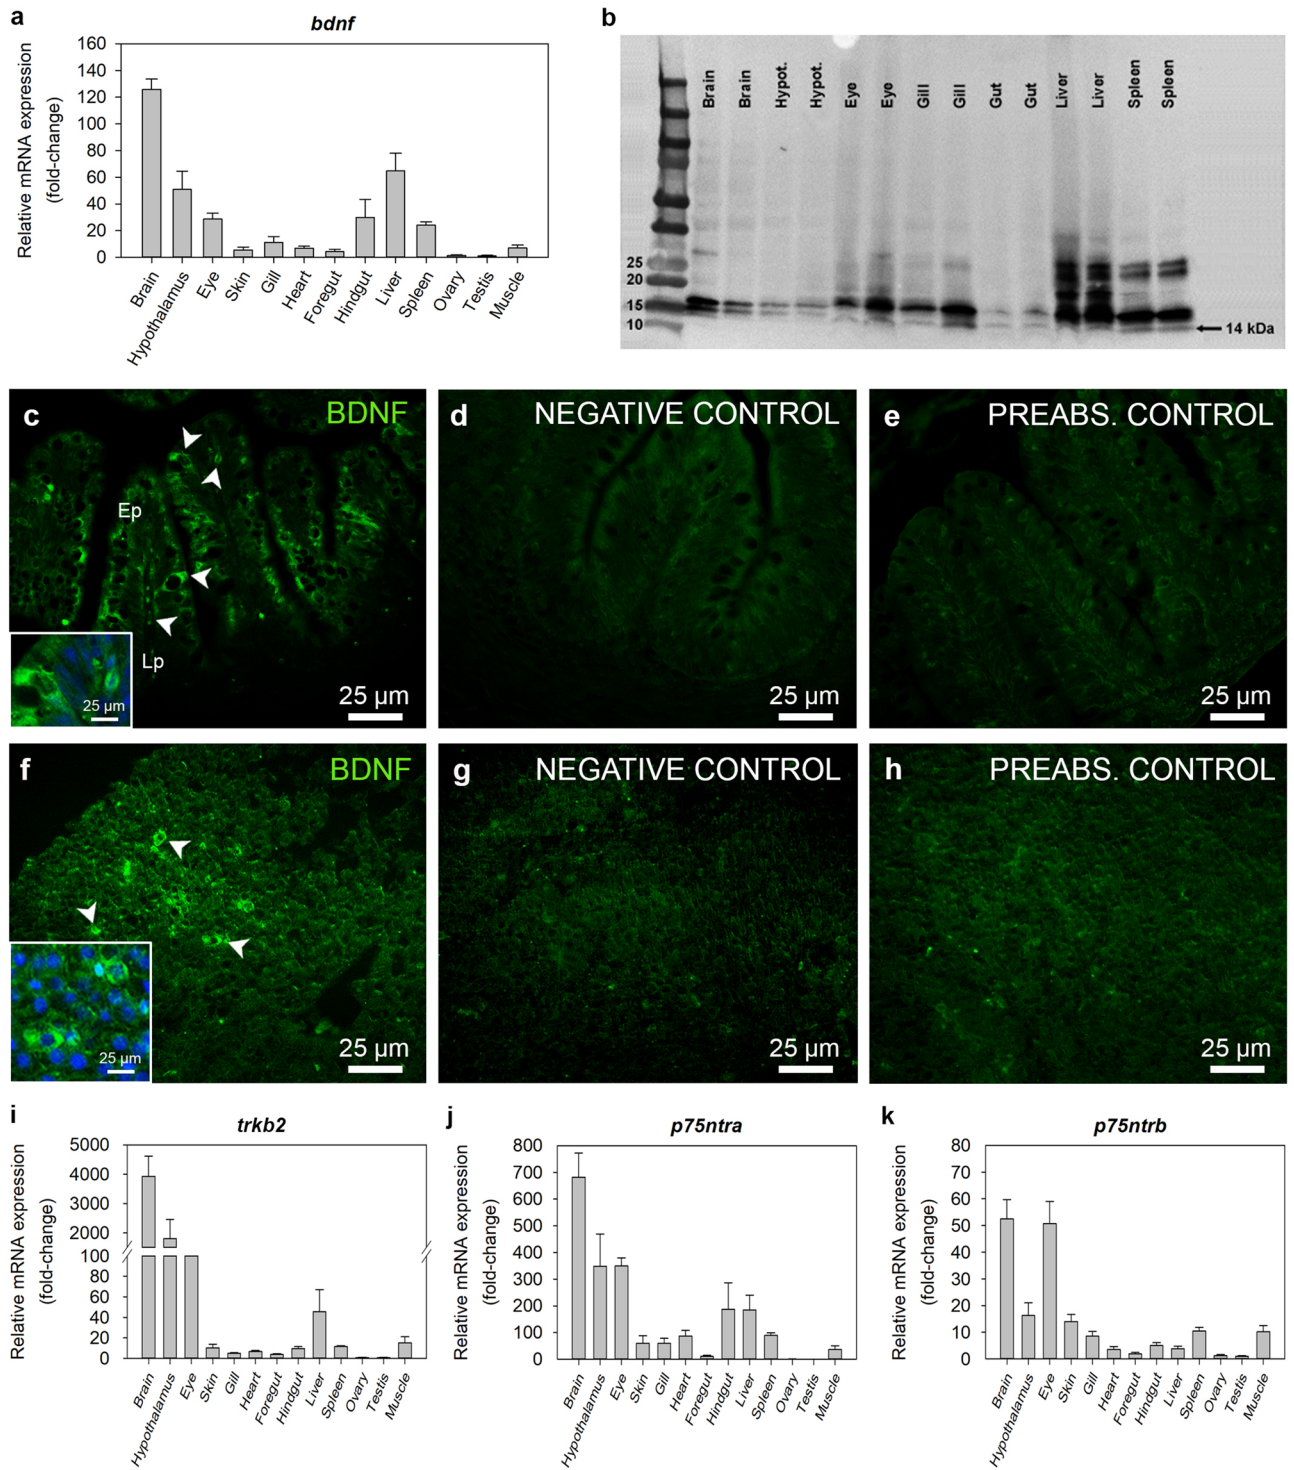 a
bdnf
Relative mRNA expression
(fold-change)
160
140
120
100
80
60
40
20
0
Brain
Hypothalamus
Eye
Skin
Gill
Heart
Foregut
Hindgut
Liver
Spleen
Ovary
Testis
Muscle
b
Brain
Brain
Hypot.
Hypot.
Eye
Eye
Gill
Gill
Gut
Gut
Liver
Liver
Spleen
Spleen
25
20
15
10
14 kDa
c
BDNF
Ep
Lp
25 µm
25 µm
d
NEGATIVE CONTROL
25 µm
e
PREABS. CONTROL
25 µm
f
BDNF
25 µm
25 µm
g
NEGATIVE CONTROL
25 µm
h
PREABS. CONTROL
25 µm
i
trkb2
Relative mRNA expression
(fold-change)
5000
4000
3000
2000
100
80
60
40
20
0
Brain
Hypothalamus
Eye
Skin
Gill
Heart
Foregut
Hindgut
Liver
Spleen
Ovary
Testis
Muscle
j
p75ntra
Relative mRNA expression
(fold-change)
800
700
600
500
400
300
200
100
0
Brain
Hypothalamus
Eye
Skin
Gill
Heart
Foregut
Hindgut
Liver
Spleen
Ovary
Testis
Muscle
k
p75ntrb
Relative mRNA expression
(fold-change)
80
70
60
50
40
30
20
10
0
Brain
Hypothalamus
Eye
Skin
Gill
Heart
Foregut
Hindgut
Liver
Spleen
Ovary
Testis
Muscle